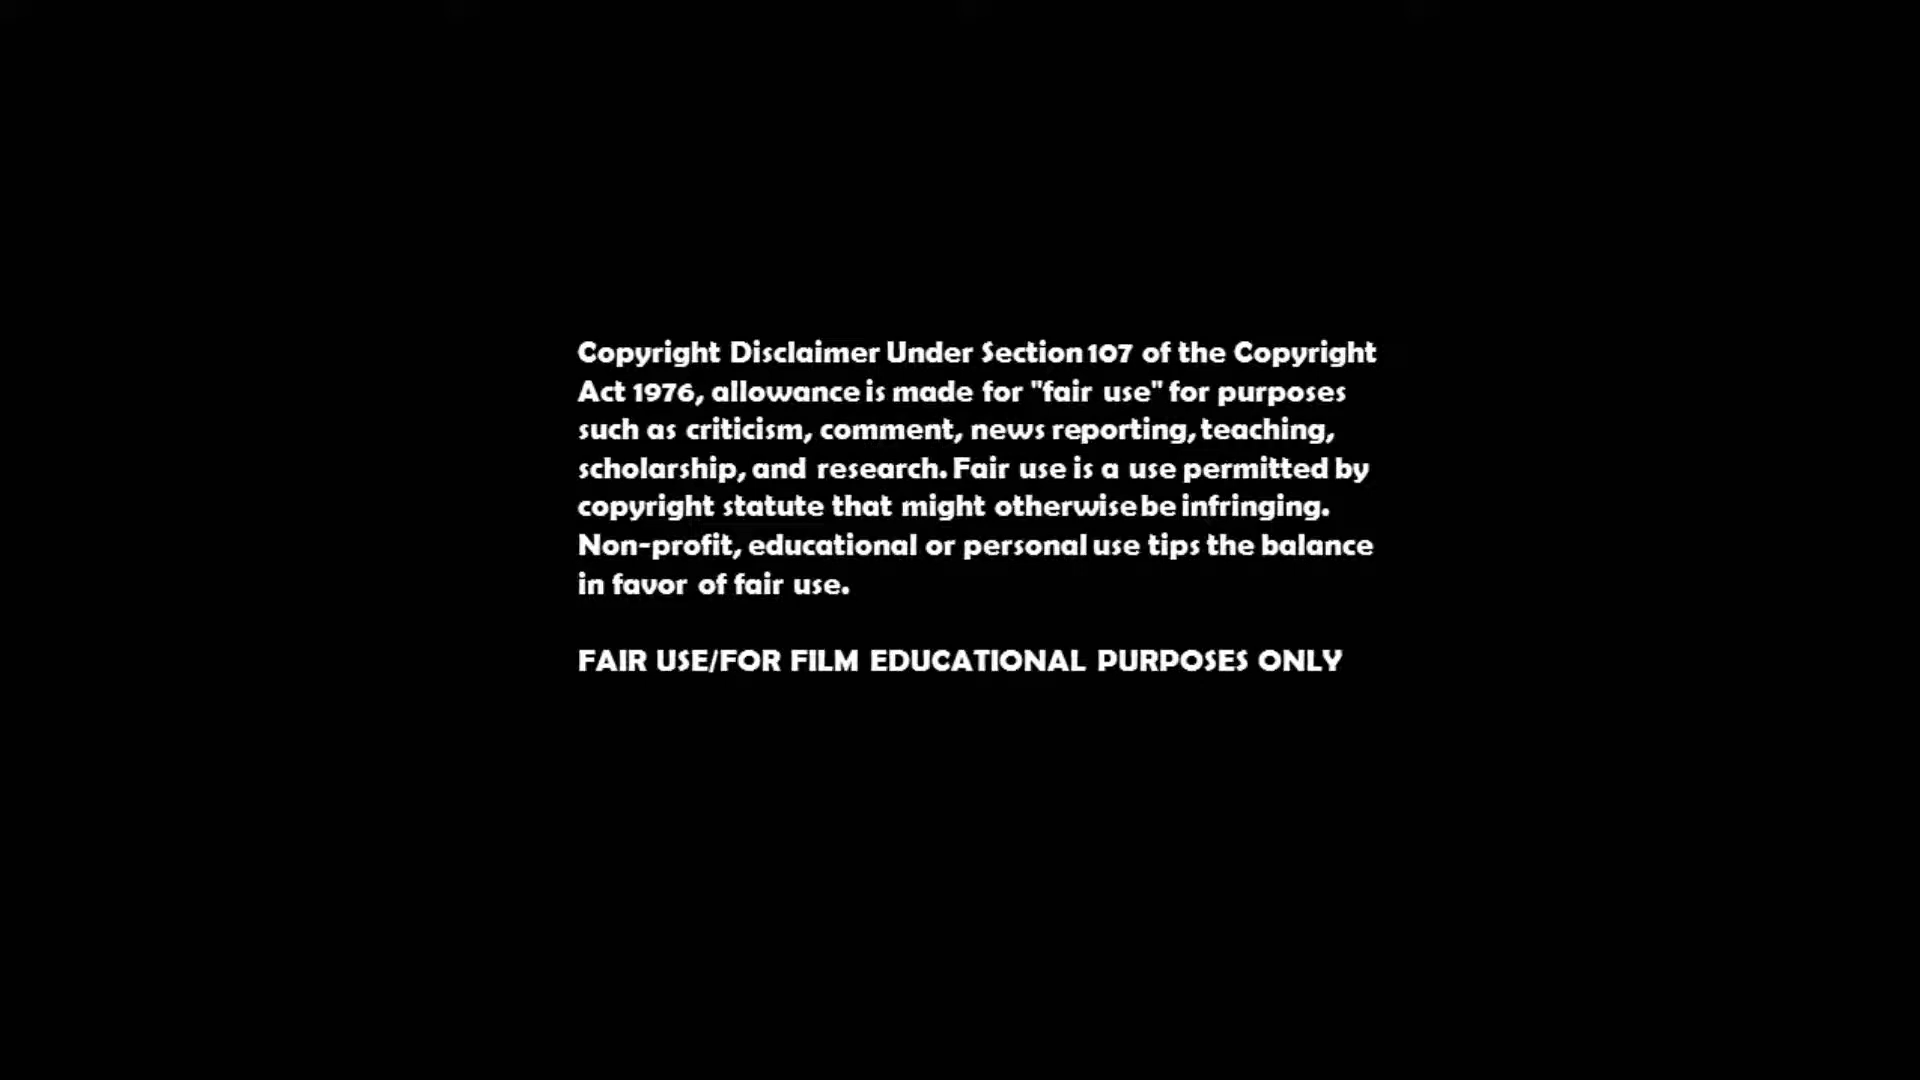 Copyright Disclaimer Under Section 107 of the Copyright
Act 1976, allowance is made for "fair use" for purposes
such as criticism, comment, news reporting, teaching,
scholarship, and research. Fair use is a use permitted by
copyright statute that might otherwise be infringing.
Non-profit, educational or personal use tips the balance
in favor of fair use.
FAIR USE/FOR FILM EDUCATIONAL PURPOSES ONLY